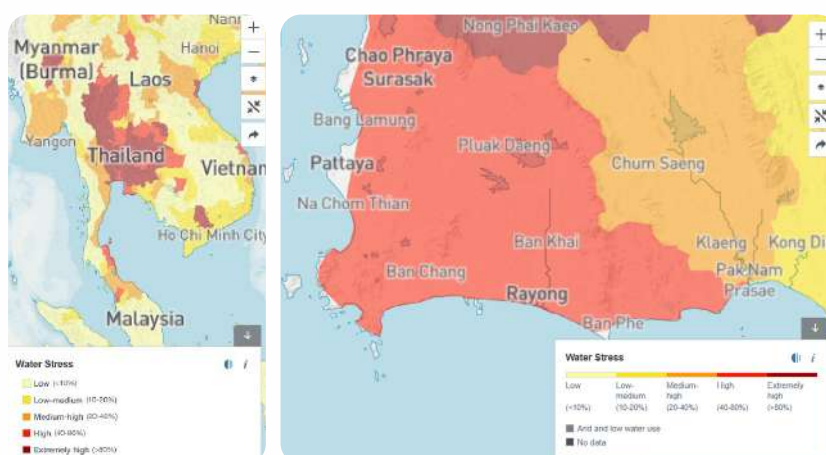 Nann
Myanmar
(Burma)
Hanoi
Laos
Yangon
Thailand
Vietnam
Ho Chi Minh City
Malaysia
Water Stress
Low (<10%)
Low-medium (10-20%)
Medium-high (20-40%)
High (40-80%)
Extremely high (>80%)
Nong Phai Kaeo
Chao Phraya
Surasak
Bang Lamung
Pluak Daeng
Pattaya
Chum Saeng
Na Chom Thian
Ban Khai
Klaeng
Kong Di
Ban Chang
Pak Nam
Prasae
Rayong
Ban Phe
Water Stress
Low Low-medium Medium-high High Extremely high
(<10%) (10-20%) (20-40%) (40-80%) (>80%)
Arid and low water use
No data